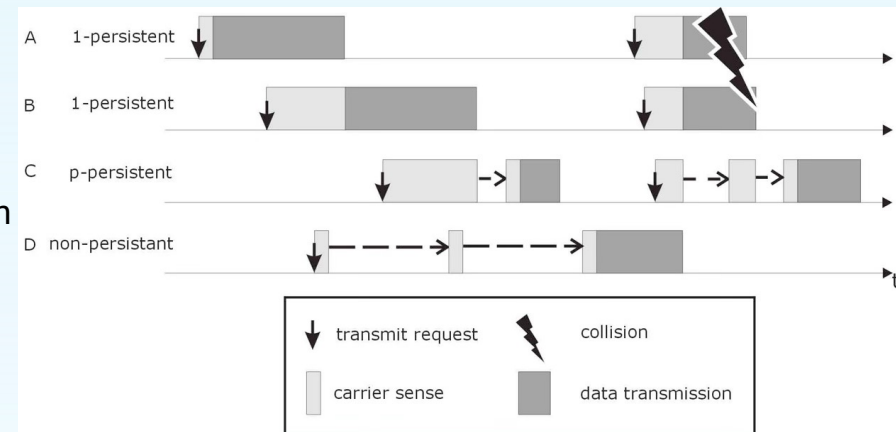 A 1-persistent
B 1-persistent
C p-persistent
n
D non-persistant
t
transmit request
collision
carrier sense
data transmission